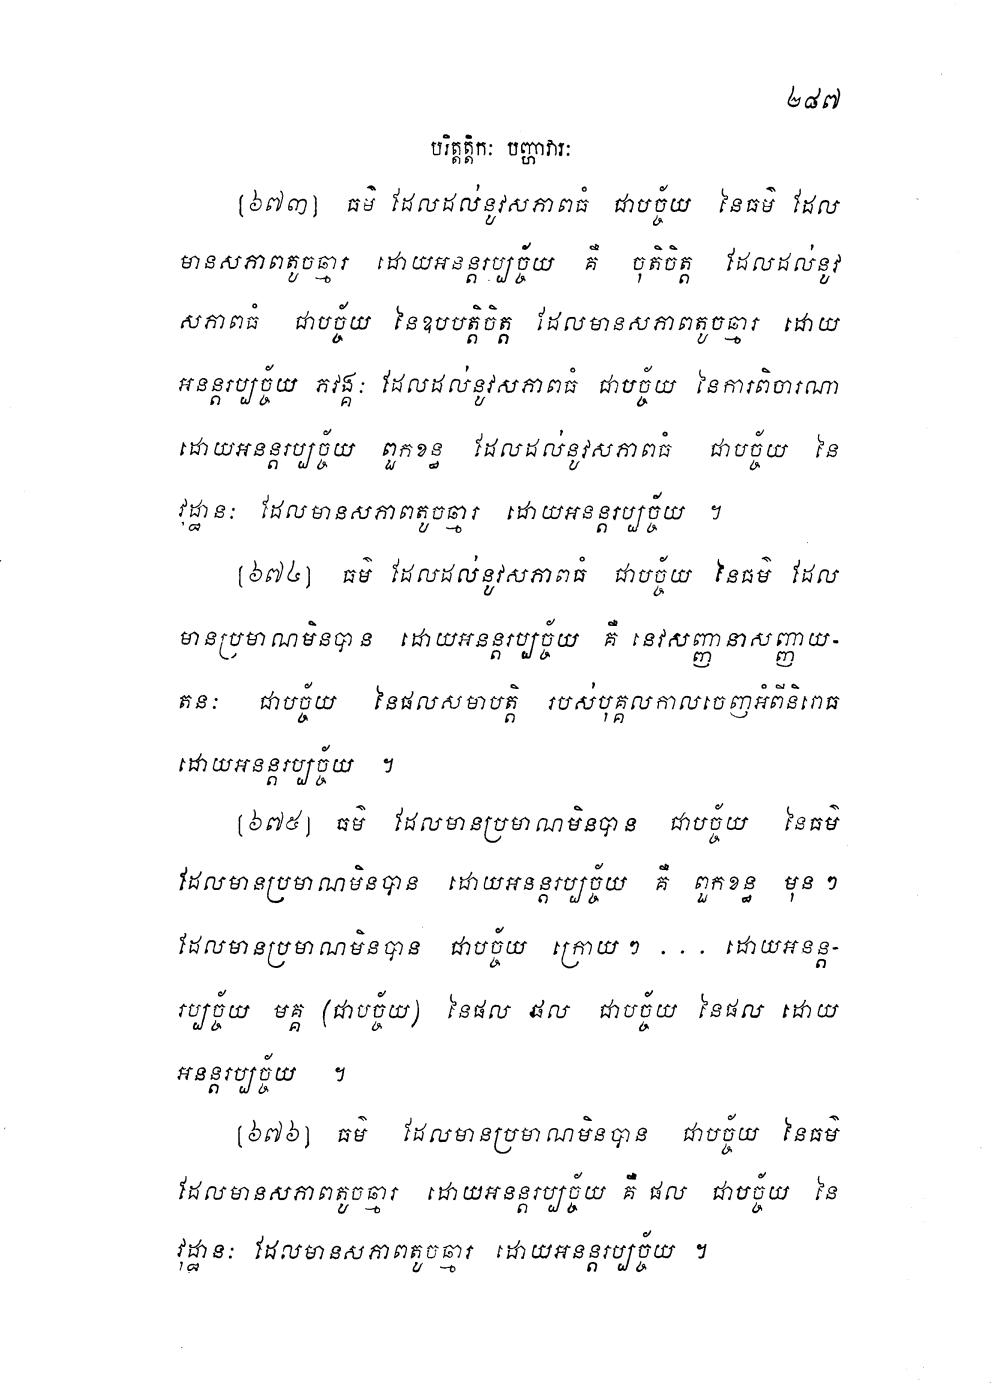 ២៨៧
បរិត្តត្តិកៈ បញ្ហាវារៈ
[៦៧៣] ធម៌ ដែលដល់នូវសភាពធំ ជាបច្ច័យ នៃធម៌ ដែល
មានសភាពតូចឆ្មារ ដោយអនន្តរប្បច្ច័យ គឺ ចុតិចិត្ត ដែលដល់នូវ
សភាពធំ ជាបច្ច័យ នៃឧបបត្តិចិត្ត ដែលមានសភាពតូចឆ្មារ ដោយ
អនន្តរប្បច្ច័យ ភវង្គៈ ដែលដល់នូវសភាពធំ ជាបច្ច័យ នៃការពិចារណា
ដោយអនន្តរប្បច្ច័យ ពួកខន្ធ ដែលដល់នូវសភាពធំ ជាបច្ច័យ នៃ
វុដ្ឋានៈ ដែលមានសភាពតូចឆ្មារ ដោយអនន្តរប្បច្ច័យ ។
[៦៧៤] ធម៌ ដែលដល់នូវសភាពធំ ជាបច្ច័យ នៃធម៌ ដែល
មានប្រមាណមិនបាន ដោយអនន្តរប្បច្ច័យ គឺ នេវសញ្ញានាសញ្ញាយ-
តនៈ ជាបច្ច័យ នៃផលសមាបត្តិ របស់បុគ្គលកាលចេញអំពីនិរោធ
ដោយអនន្តរប្បច្ច័យ ។
[៦៧៥] ធម៌ ដែលមានប្រមាណមិនបាន ជាបច្ច័យ នៃធម៌
ដែលមានប្រមាណមិនបាន ដោយអនន្តរប្បច្ច័យ គឺ ពួកខន្ធ មុន ៗ
ដែលមានប្រមាណមិនបាន ជាបច្ច័យ ក្រោយ ៗ . . . ដោយអនន្ត-
រប្បច្ច័យ មគ្គ (ជាបច្ច័យ) នៃផល ផល ជាបច្ច័យ នៃផល ដោយ
អនន្តរប្បច្ច័យ ។
[៦៧៦] ធម៌ ដែលមានប្រមាណមិនបាន ជាបច្ច័យ នៃធម៌
ដែលមានសភាពតូចឆ្មារ ដោយអនន្តរប្បច្ច័យ គឺ ផល ជាបច្ច័យ នៃ
វុដ្ឋានៈ ដែលមានសភាពតូចឆ្មារ ដោយអនន្តរប្បច្ច័យ ។